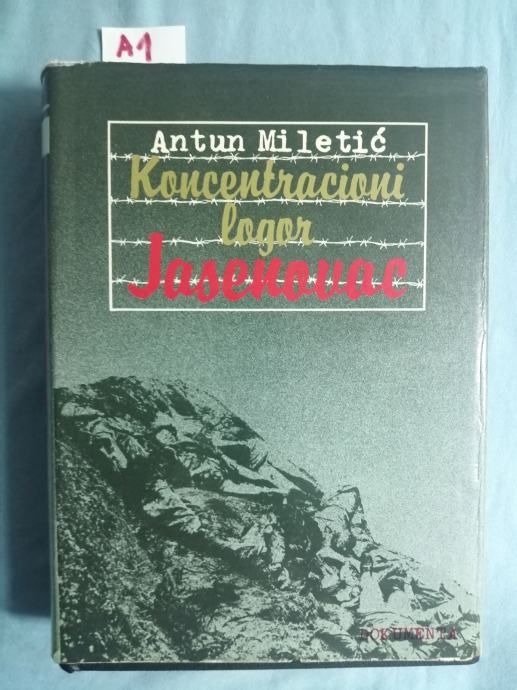 A1
Antun Miletić
Koncentracioni
logor
Jasenovac
DOKUMENTA